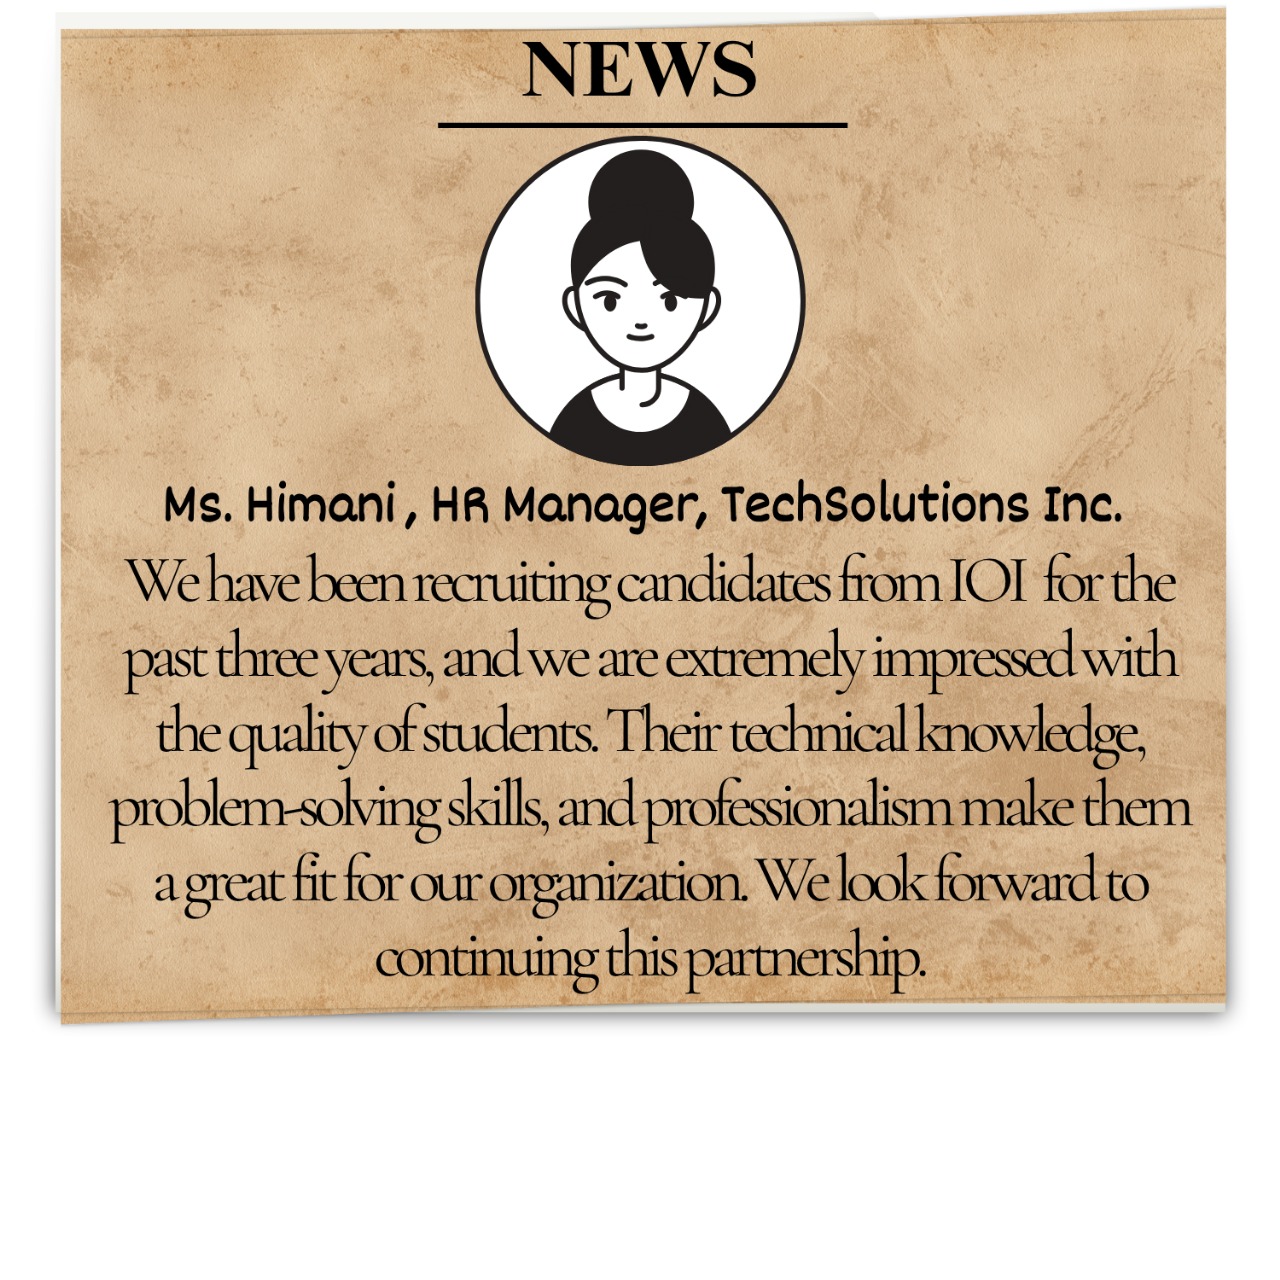 NEWS
Ms. Himani , HR Manager, TechSolutions Inc.
We have been recruiting candidates from IOI for the
past three years, and we are extremely impressed with
the quality of students. Their technical knowledge,
problem-solving skills, and professionalism make them
a great fit for our organization. We look forward to
continuing this partnership.